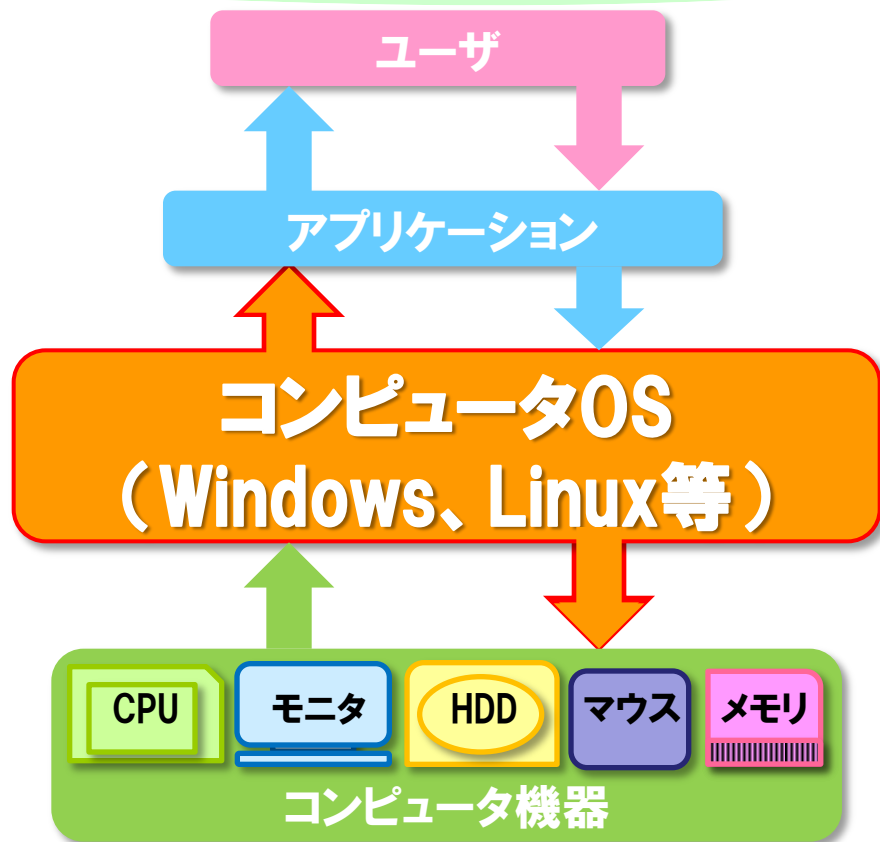 ユーザ
アプリケーション
コンピュータOS
（Windows、Linux等）
CPU
モニタ
HDD
マウス
メモリ
コンピュータ機器